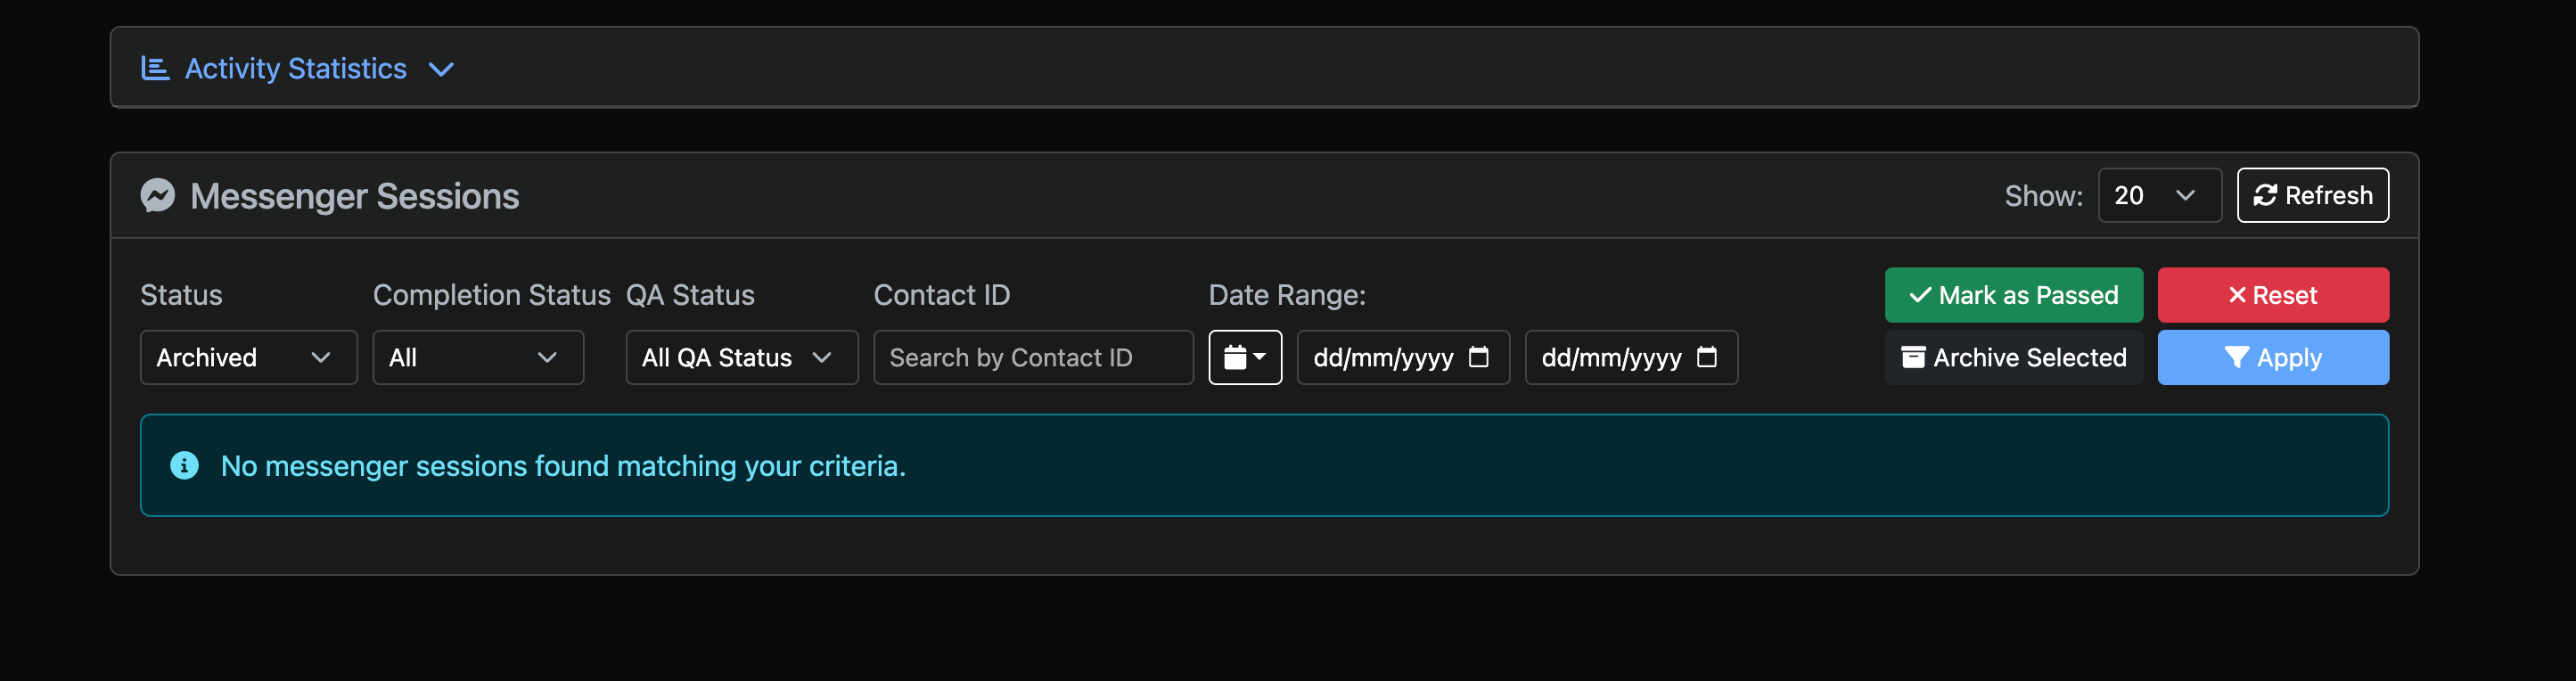 Activity Statistics
Messenger Sessions
Show: 20 Refresh
Status Completion Status QA Status Contact ID Date Range: Mark as Passed Reset
Archived All All QA Status Search by Contact ID dd/mm/yyyy dd/mm/yyyy Archive Selected Apply
No messenger sessions found matching your criteria.